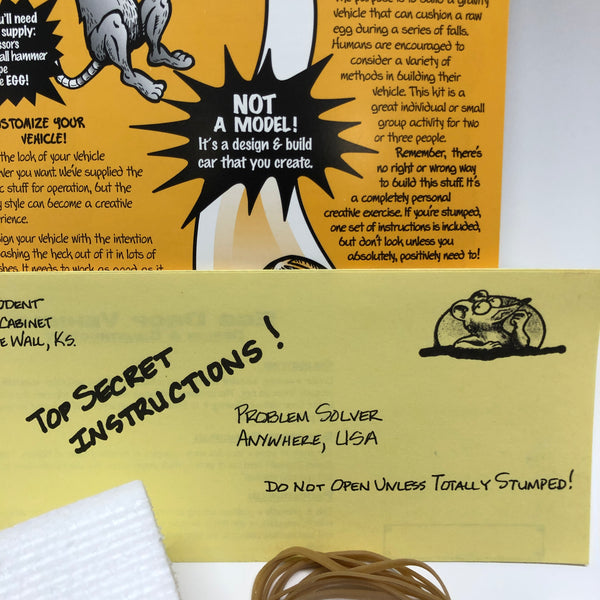 u'll need
supply:
ssors
all hammer
pe
e EGG!
The purpose is to build a gravity
vehicle that can cushion a raw
egg during a series of falls.
Humans are encouraged to
consider a variety of
methods in building their
vehicle. This kit is a
great individual or small
group activity for two
or three people.
Remember, there's
no right or wrong way
to build this stuff. It's
a completely personal
creative exercise. If you're stumped,
one set of instructions is included,
but don't look unless you
absolutely, positively need to!
NOT
A MODEL!
It's a design & build
car that you create.
STOMIZE YOUR
VEHICLE!
the look of your vehicle
ver you want. We've supplied the
c stuff for operation, but the
y style can become a creative
rience.
sign your vehicle with the intention
ashing the heck out of it in lots of
shes. It needs to work as good as it
ODENT
CABINET
E WALL, KS.
TOP SECRET
INSTRUCTIONS!
PROBLEM SOLVER
ANYWHERE, USA
DO NOT OPEN UNLESS TOTALLY STUMPED!